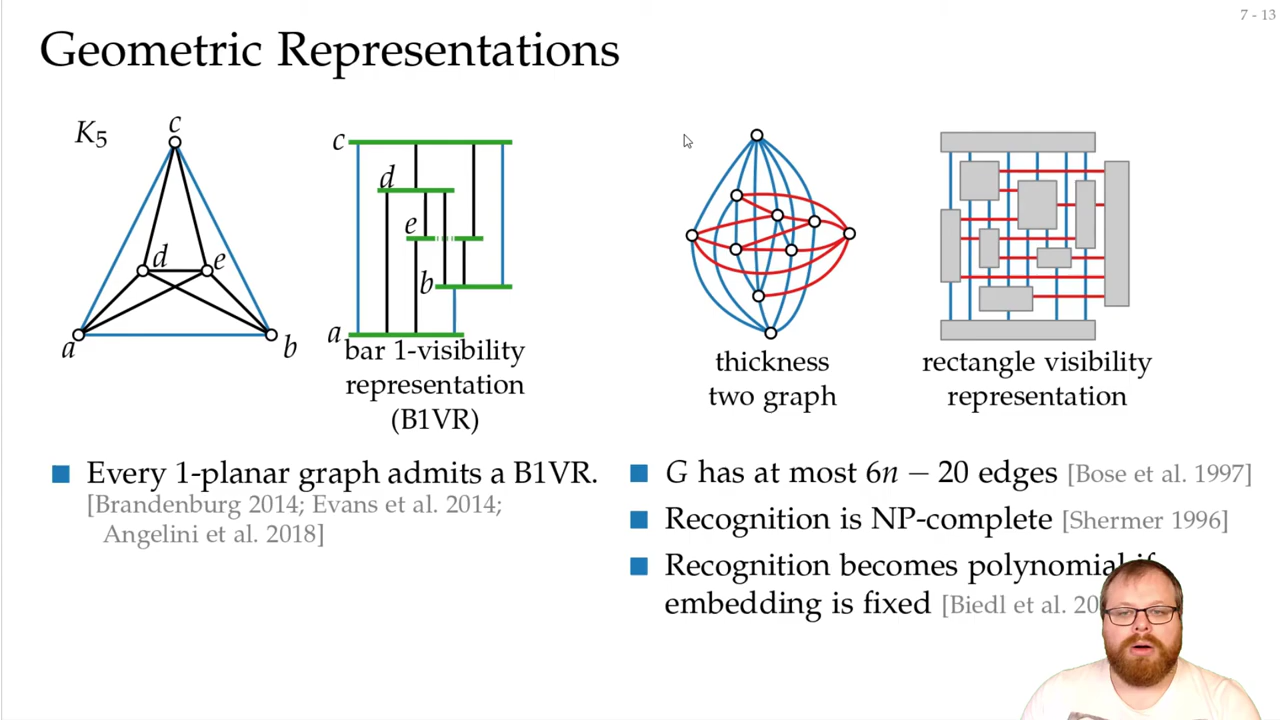 7 - 13
Geometric Representations
K5
c
d
e
a
b
c
d
e
b
a
bar 1-visibility
representation
(B1VR)
thickness
two graph
rectangle visibility
representation
Every 1-planar graph admits a B1VR.
[Brandenburg 2014; Evans et al. 2014;
Angelini et al. 2018]
G has at most 6n − 20 edges [Bose et al. 1997]
Recognition is NP-complete [Shermer 1996]
Recognition becomes polynomial if
embedding is fixed [Biedl et al. 20